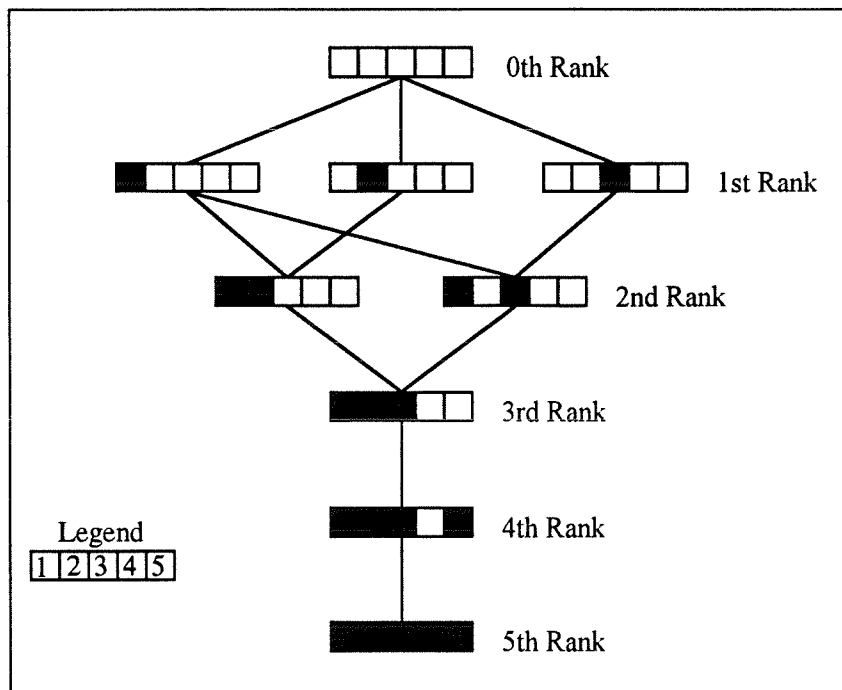 0th Rank
1st Rank
2nd Rank
3rd Rank
4th Rank
Legend
1 2 3 4 5
5th Rank